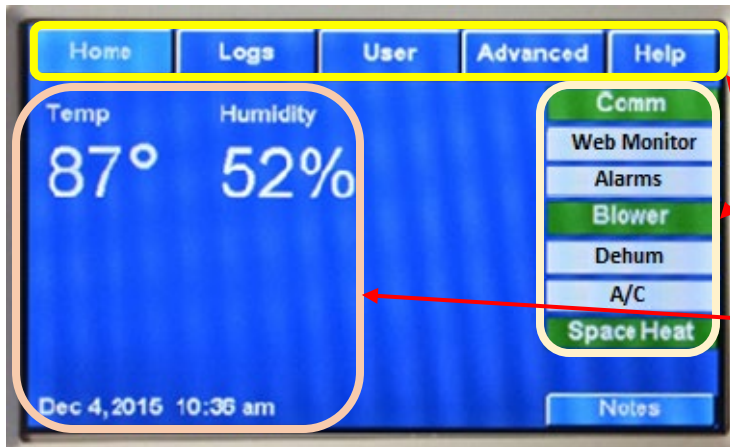 Home Logs User Advanced Help
Temp Humidity
87° 52%
Comm
Web Monitor
Alarms
Blower
Dehum
A/C
Space Heat
Dec 4, 2015 10:36 am
Notes